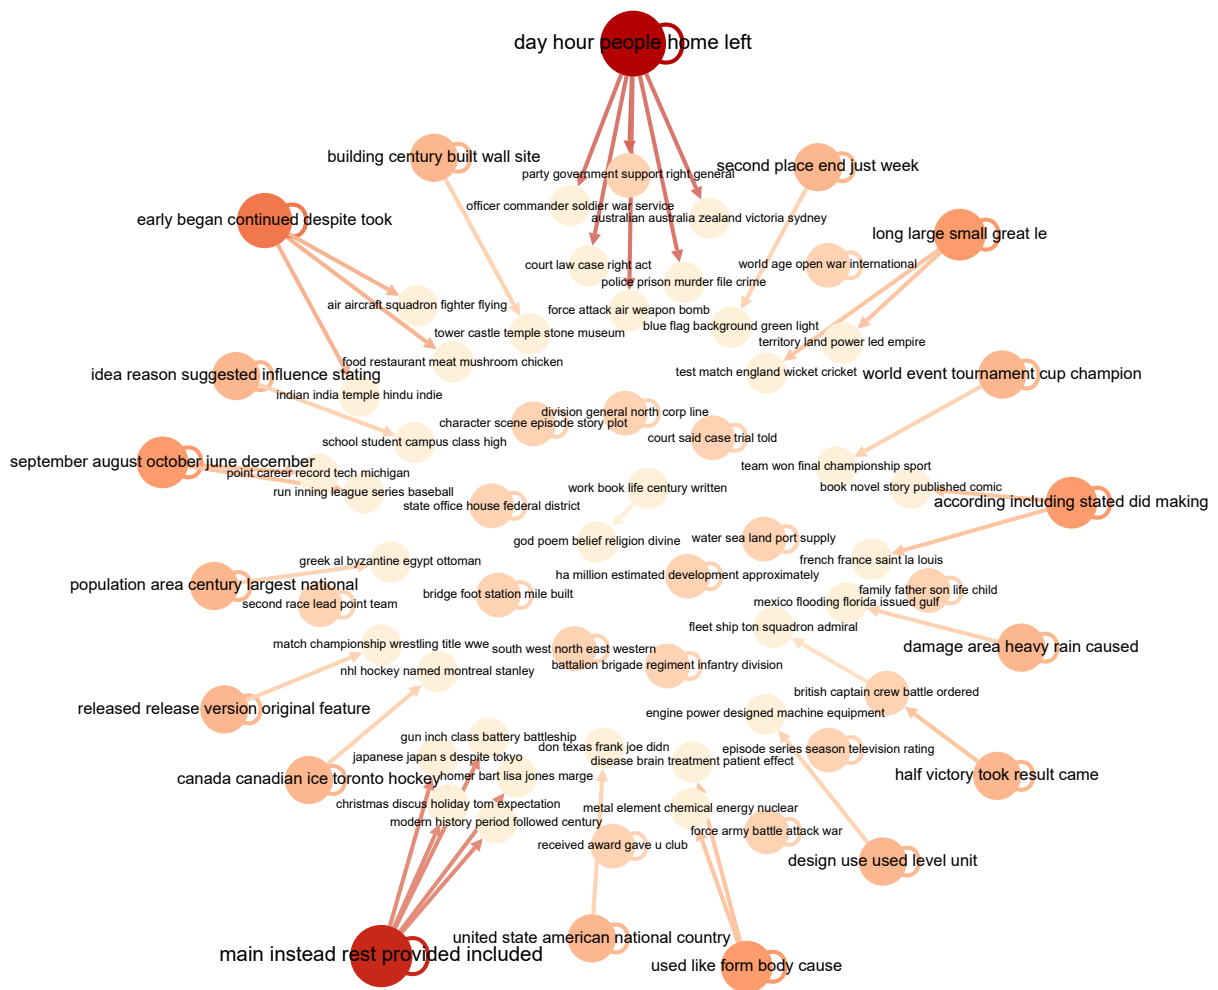 day hour people home left
building century built wall site
second place end just week
party government support right general
officer commander soldier war service
australian australia zealand victoria sydney
early began continued despite took
long large small great le
court law case right act
world age open war international
police prison murder file crime
air aircraft squadron fighter flying
force attack air weapon bomb
blue flag background green light
tower castle temple stone museum
territory land power led empire
food restaurant meat mushroom chicken
test match england wicket cricket
idea reason suggested influence stating
world event tournament cup champion
indian india temple hindu indie
division general north corp line
character scene episode story plot
school student campus class high
court said case trial told
september august october june december
team won final championship sport
point career record tech michigan
work book life century written
book novel story published comic
run inning league series baseball
state office house federal district
according including stated did making
god poem belief religion divine
water sea land port supply
greek al byzantine egypt ottoman
french france saint la louis
ha million estimated development approximately
population area century largest national
family father son life child
bridge foot station mile built
second race lead point team
mexico flooding florida issued gulf
fleet ship ton squadron admiral
match championship wrestling title wwe
south west north east western
damage area heavy rain caused
battalion brigade regiment infantry division
nhl hockey named montreal stanley
british captain crew battle ordered
released release version original feature
engine power designed machine equipment
gun inch class battery battleship
don texas frank joe didn
episode series season television rating
japanese japan s despite tokyo
disease brain treatment patient effect
canada canadian ice toronto hockey
homer bart lisa jones marge
half victory took result came
christmas discus holiday tom expectation
metal element chemical energy nuclear
modern history period followed century
force army battle attack war
received award gave u club
design use used level unit
united state american national country
main instead rest provided included
used like form body cause